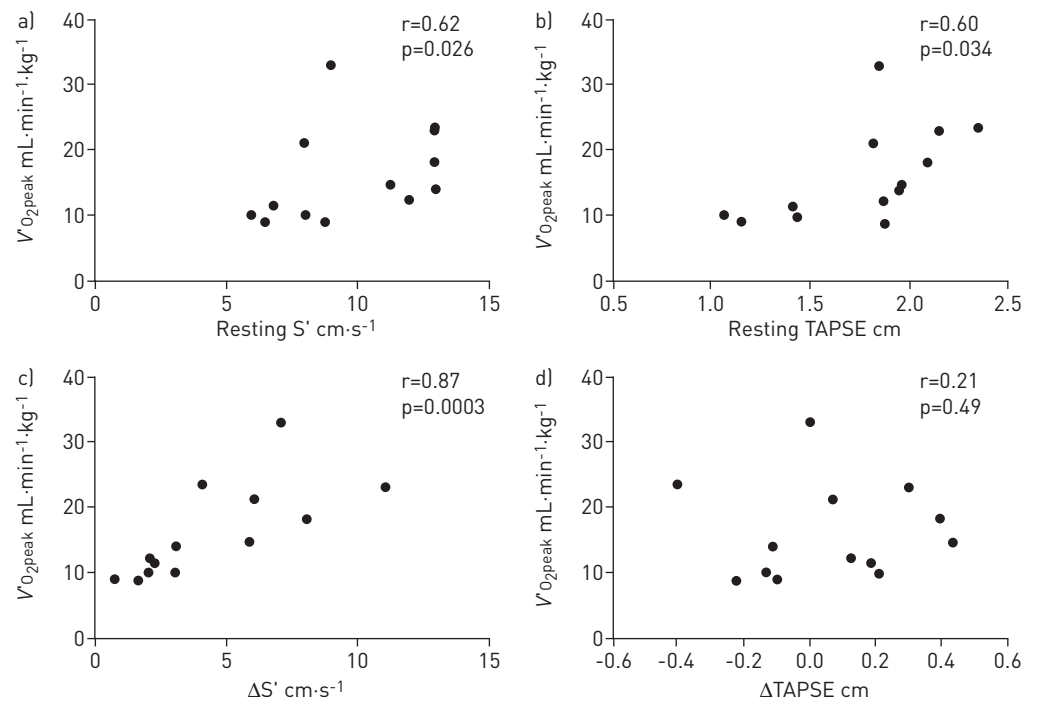 a)
r=0.62
p=0.026
V'O2peak mL·min-1·kg-1
40
30
20
10
0
0 5 10 15
Resting S' cm·s-1
b)
r=0.60
p=0.034
V'O2peak mL·min-1·kg-1
40
30
20
10
0
0.5 1.0 1.5 2.0 2.5
Resting TAPSE cm
c)
r=0.87
p=0.0003
V'O2peak mL·min-1·kg-1
40
30
20
10
0
0 5 10 15
ΔS' cm·s-1
d)
r=0.21
p=0.49
V'O2peak mL·min-1·kg-1
40
30
20
10
0
-0.6 -0.4 -0.2 0.0 0.2 0.4 0.6
ΔTAPSE cm